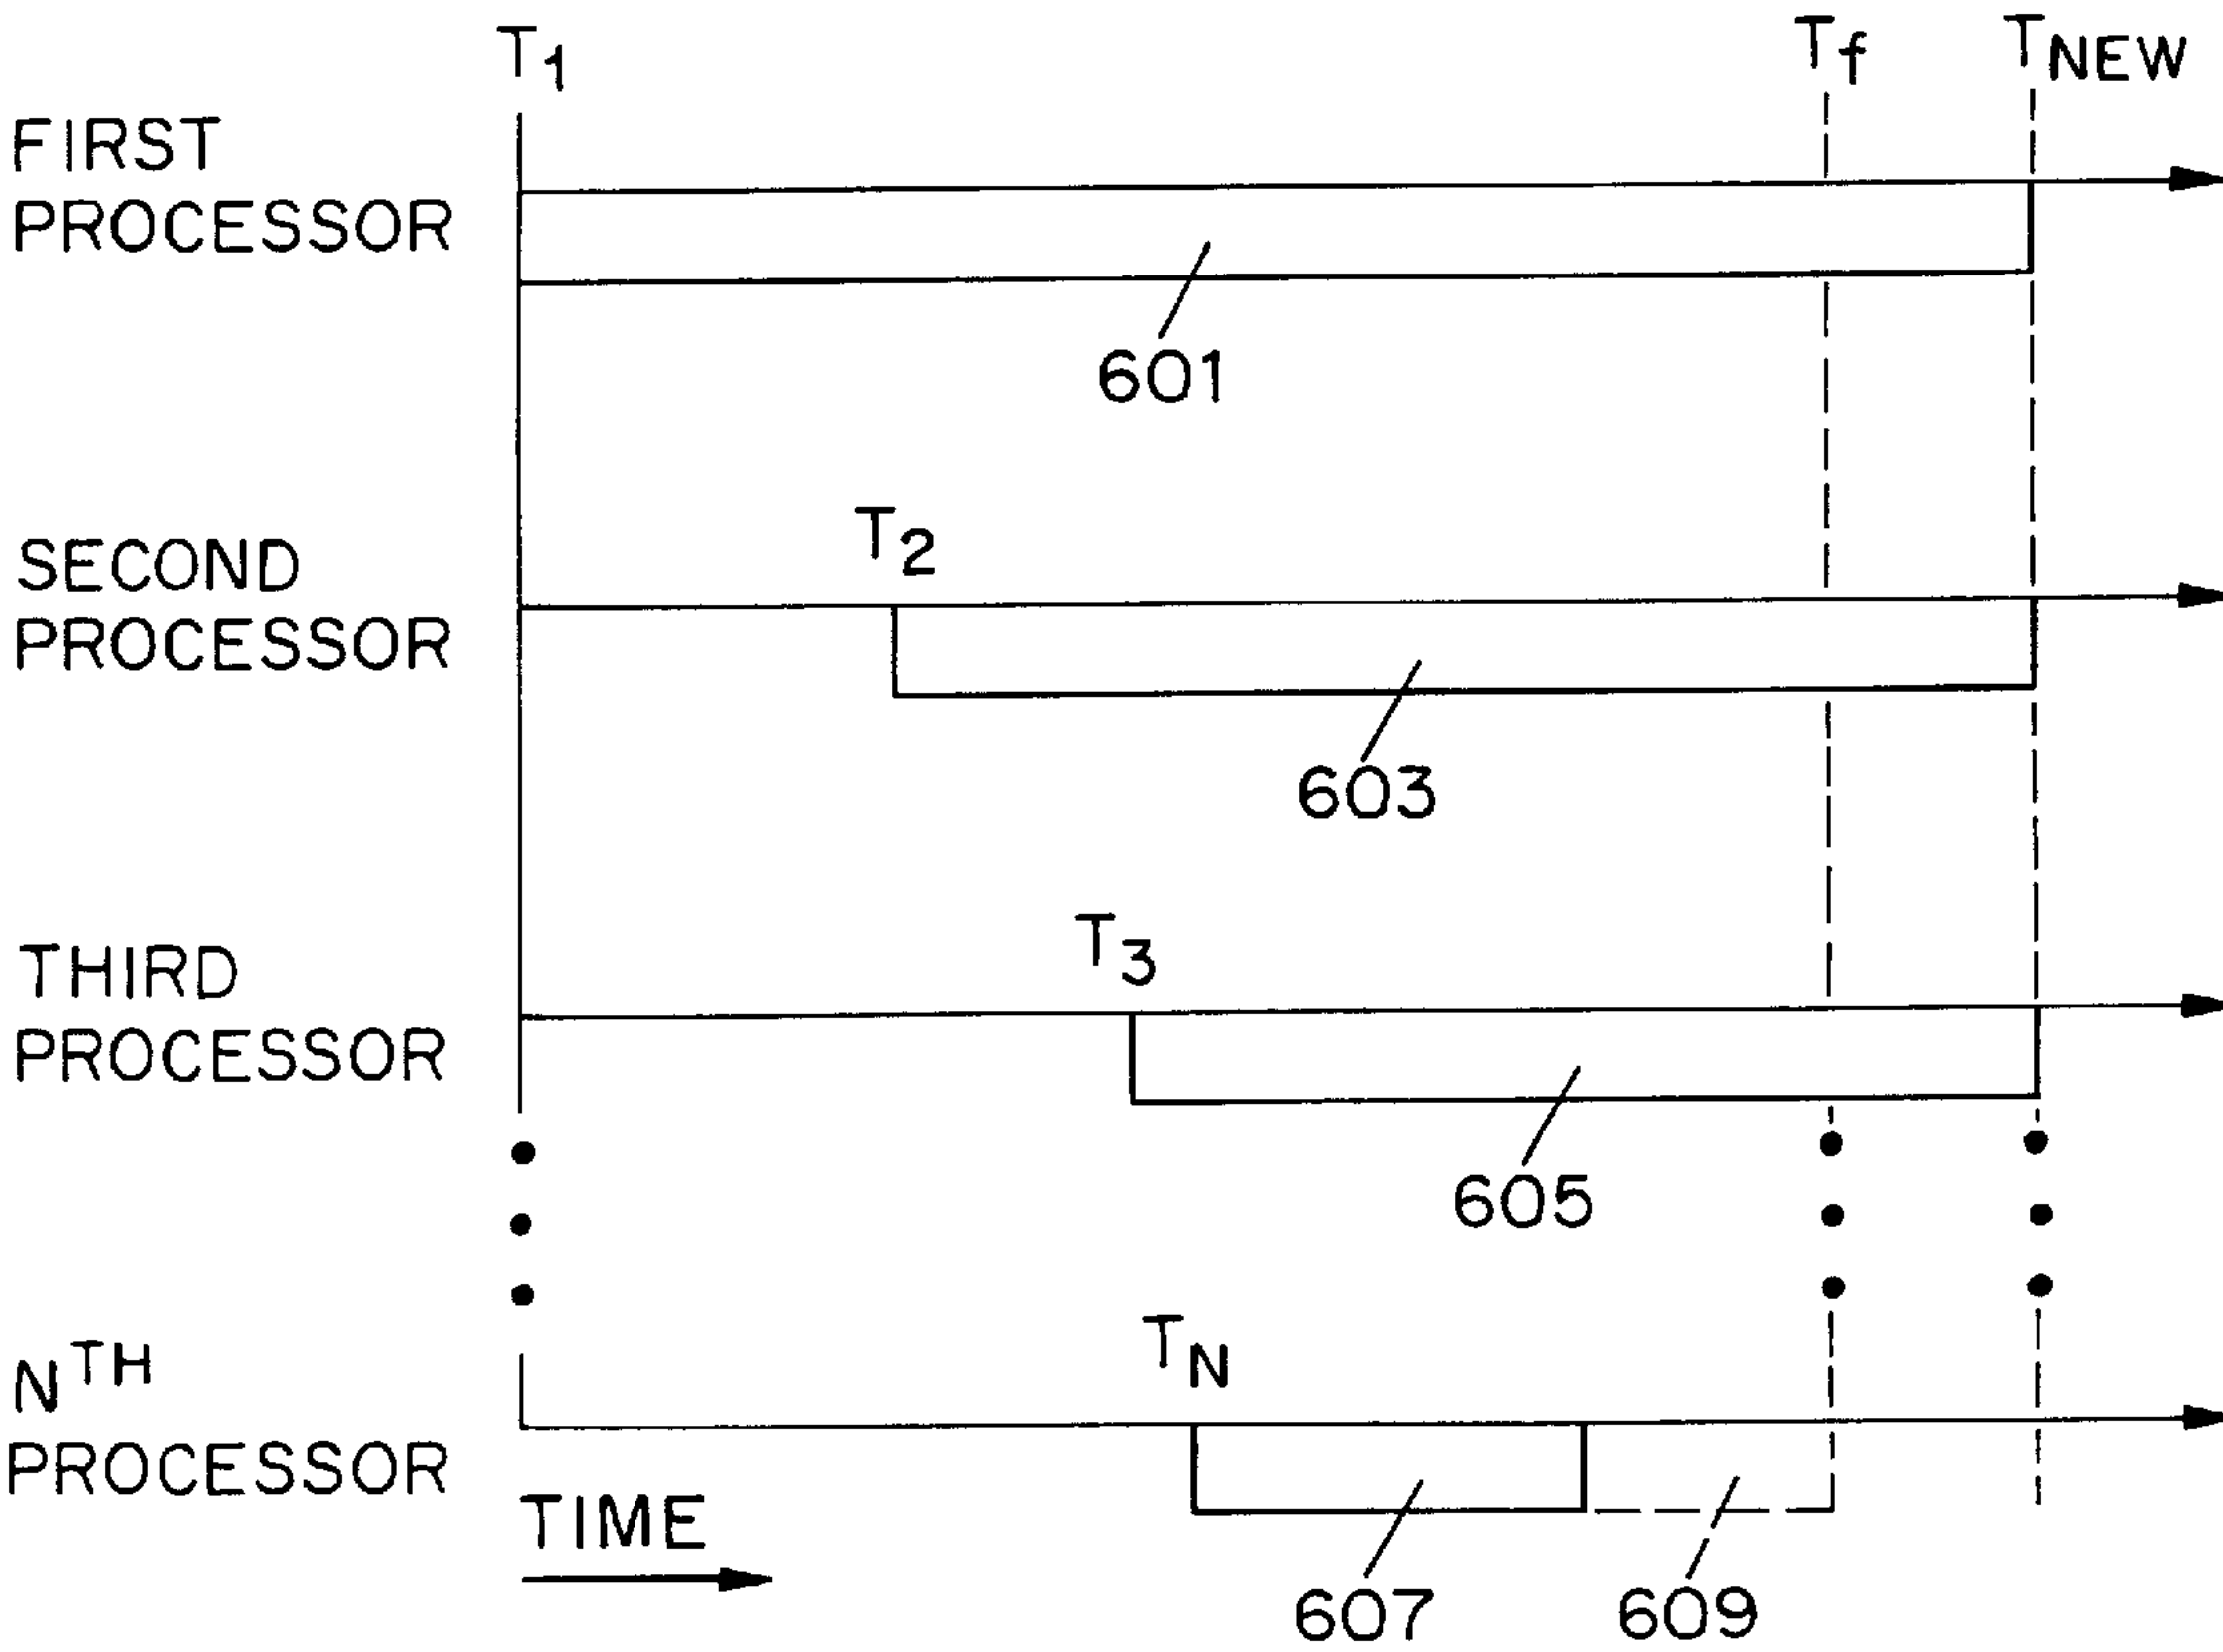 T1
Tf
TNEW
FIRST
PROCESSOR
601
T2
SECOND
PROCESSOR
603
T3
THIRD
PROCESSOR
605
TN
NTH
PROCESSOR
TIME
607
609